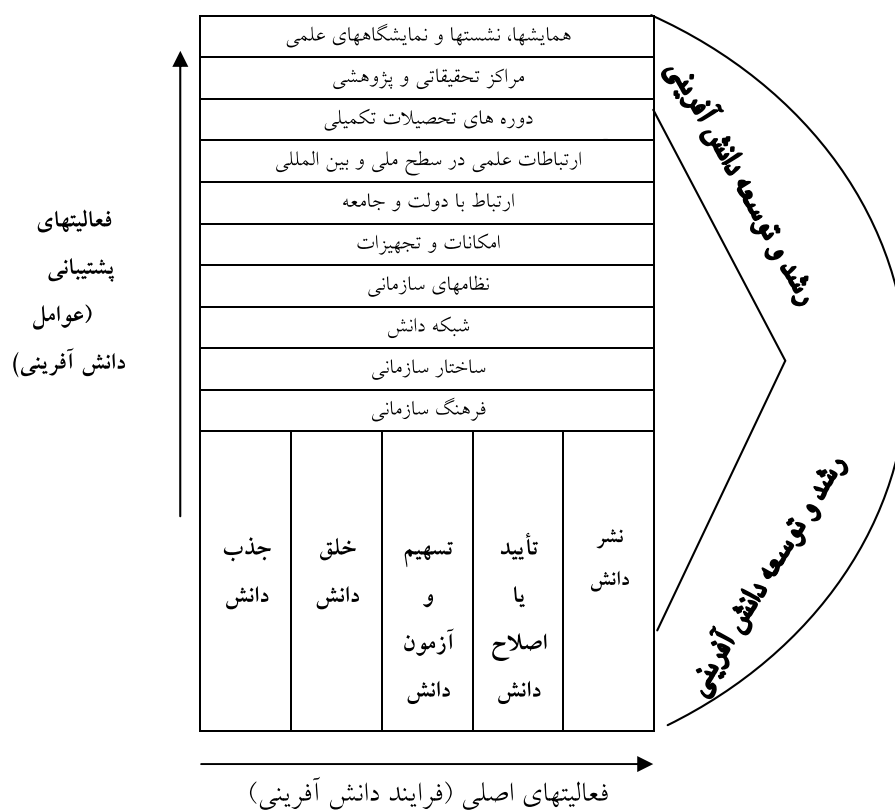 همایشها، نشستها و نمایشگاههای علمی
مراکز تحقیقاتی و پژوهشی
دوره های تحصیلات تکمیلی
ارتباطات علمی در سطح ملی و بین المللی
ارتباط با دولت و جامعه
امکانات و تجهیزات
نظامهای سازمانی
شبکه دانش
ساختار سازمانی
فرهنگ سازمانی
رشد و توسعه دانش آفرینی
رشد و توسعه دانش آفرینی
فعالیتهای
پشتیبانی
(عوامل
دانش آفرینی)
جذب
دانش
خلق
دانش
تسهیم
و
آزمون
دانش
تأیید
یا
اصلاح
دانش
نشر
دانش
فعالیتهای اصلی (فرایند دانش آفرینی)